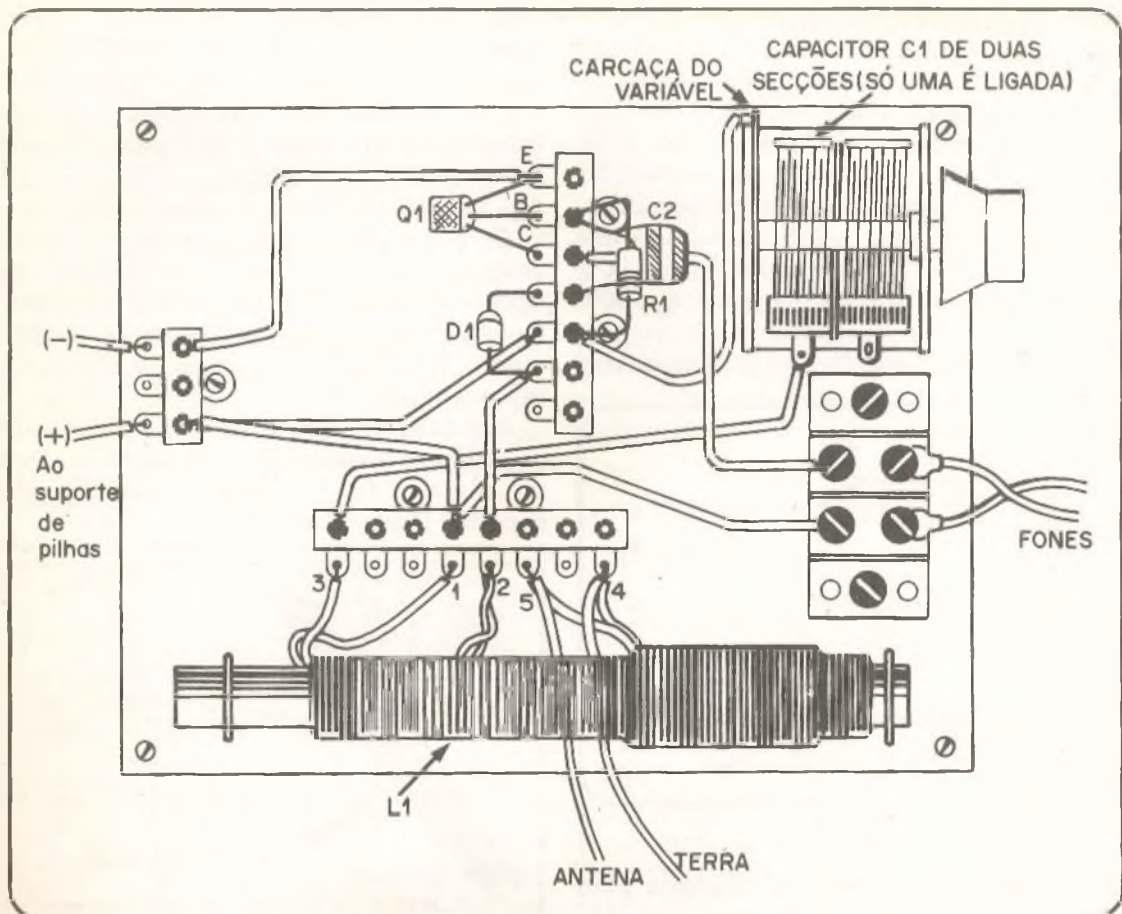 CAPACITOR C1 DE DUAS
SECÇÕES(SÓ UMA É LIGADA)
CARCAÇA DO
VARIÁVEL
E
B
C
Q1
C2
R1
D1
(-)
(+)
Ao
suporte
de
pilhas
FONES
3
1
2
5
4
L1
ANTENA
TERRA